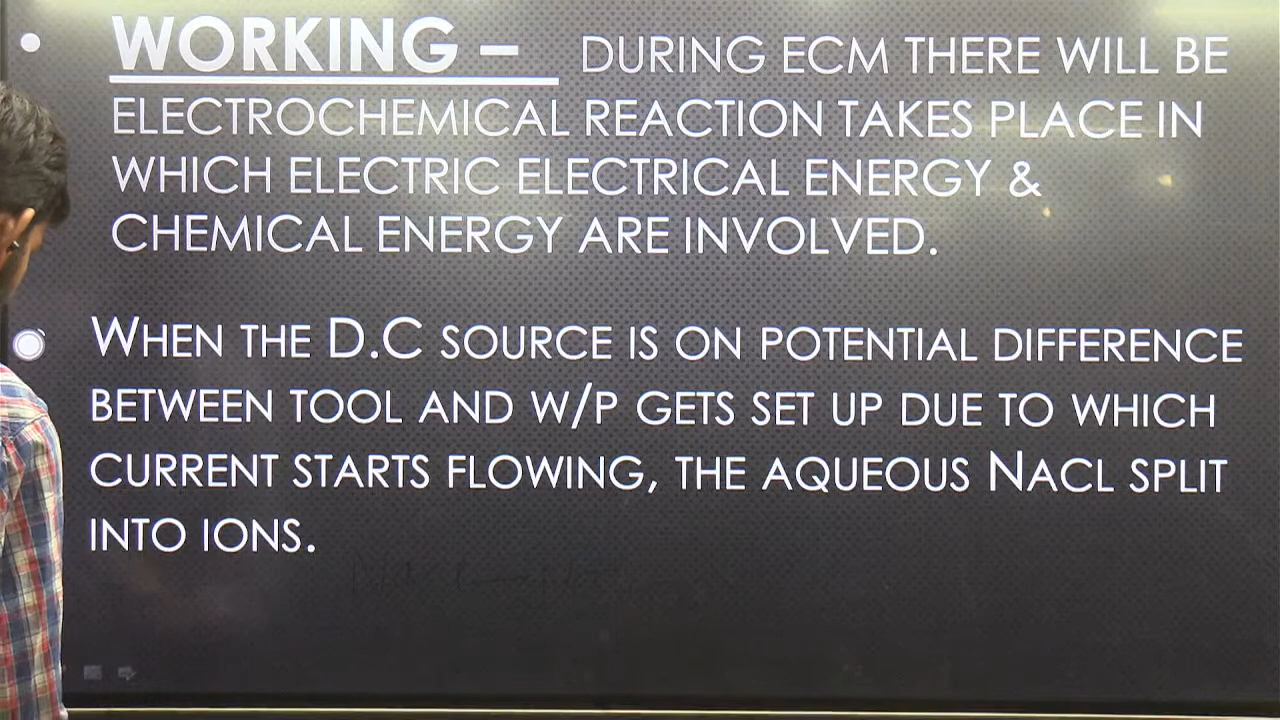 WORKING – DURING ECM THERE WILL BE
ELECTROCHEMICAL REACTION TAKES PLACE IN
WHICH ELECTRIC ELECTRICAL ENERGY &
CHEMICAL ENERGY ARE INVOLVED.
WHEN THE D.C SOURCE IS ON POTENTIAL DIFFERENCE
BETWEEN TOOL AND W/P GETS SET UP DUE TO WHICH
CURRENT STARTS FLOWING, THE AQUEOUS NACL SPLIT
INTO IONS.